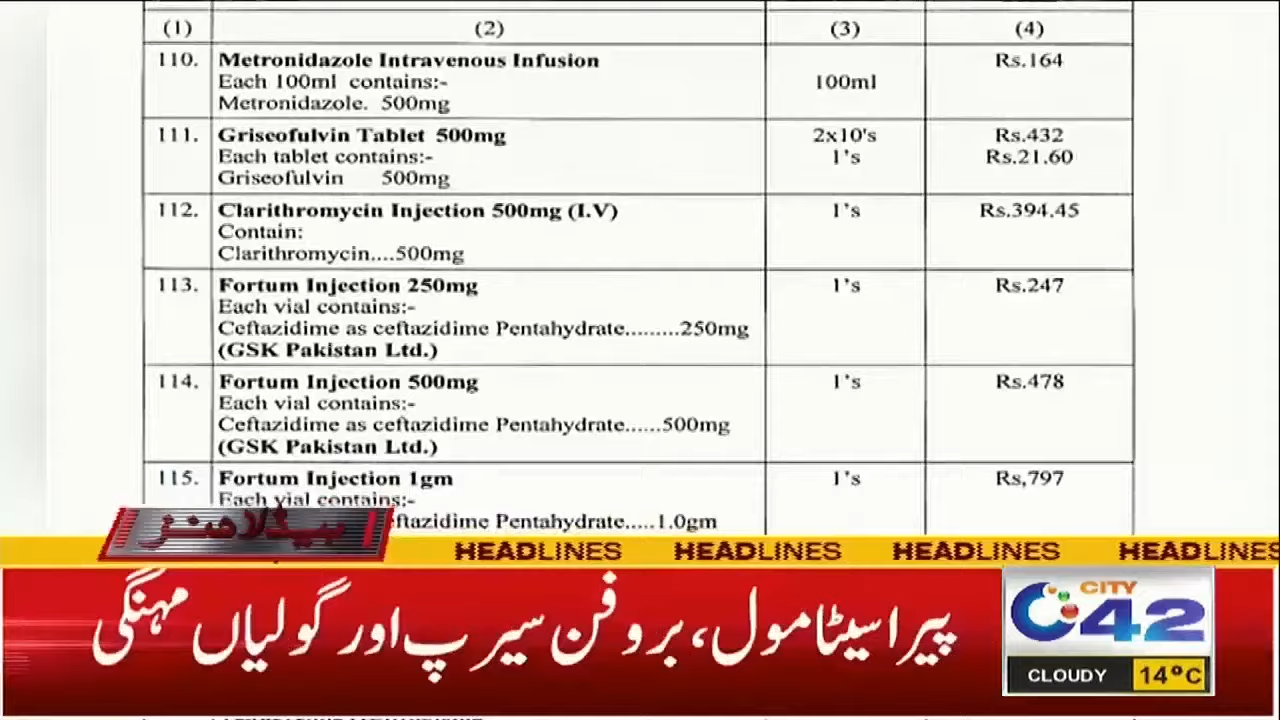 (1) (2) (3) (4)
110. Metronidazole Intravenous Infusion Rs.164
Each 100ml contains:- 100ml
Metronidazole. 500mg
111. Griseofulvin Tablet 500mg 2x10's Rs.432
Each tablet contains:- 1's Rs.21.60
Griseofulvin 500mg
112. Clarithromycin Injection 500mg (I.V) 1's Rs.394.45
Contain:
Clarithromycin....500mg
113. Fortum Injection 250mg 1's Rs.247
Each vial contains:-
Ceftazidime as ceftazidime Pentahydrate.........250mg
(GSK Pakistan Ltd.)
114. Fortum Injection 500mg 1's Rs.478
Each vial contains:-
Ceftazidime as ceftazidime Pentahydrate......500mg
(GSK Pakistan Ltd.)
115. Fortum Injection 1gm 1's Rs,797
Each vial contains:-
ftazidime Pentahydrate.....1.0gm
ہیڈلائنز
HEADLINES HEADLINES HEADLINES HEADLINES
پیراسیٹامول، بروفن سیرپ اور گولیاں مہنگی
CITY
42
CLOUDY 14°C